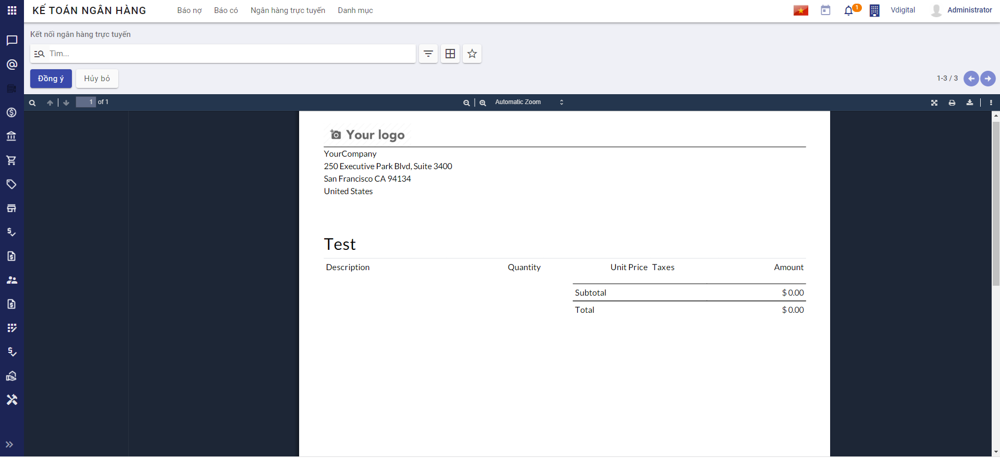 KẾ TOÁN NGÂN HÀNG
Báo nợ
Báo có
Ngân hàng trực tuyến
Danh mục
1
Vdigital
Administrator
Kết nối ngân hàng trực tuyến
Tìm...
Đồng ý
Hủy bỏ
1-3 / 3
1 of 1
Automatic Zoom
Your logo
YourCompany
250 Executive Park Blvd, Suite 3400
San Francisco CA 94134
United States
Test
Description Quantity Unit Price Taxes Amount
Subtotal $ 0.00
Total $ 0.00